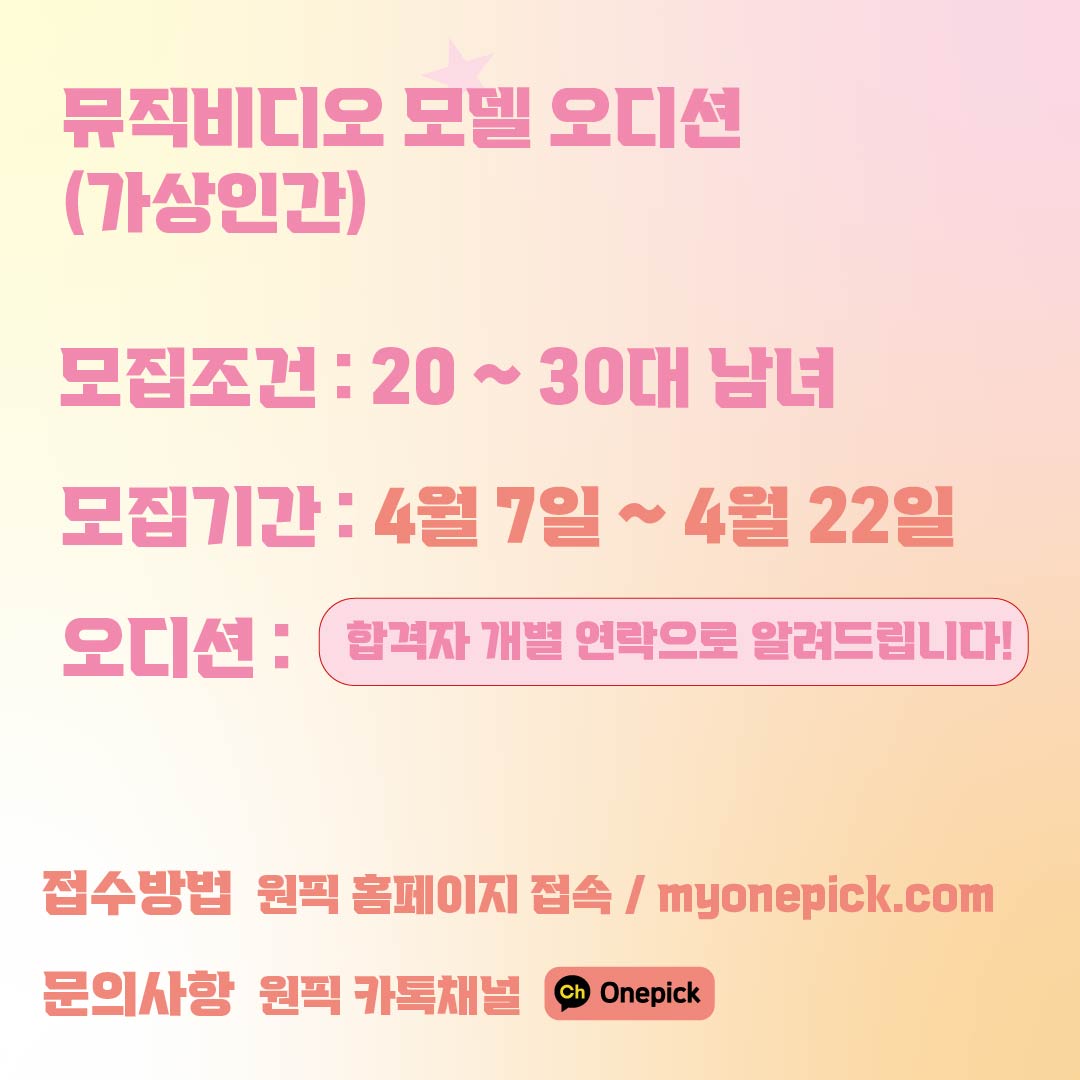 뮤직비디오 모델 오디션
(가상인간)
모집조건 : 20 ~ 30대 남녀
모집기간 : 4월 7일 ~ 4월 22일
오디션 : 합격자 개별 연락으로 알려드립니다!
접수방법 원픽 홈페이지 접속 / myonepick.com
문의사항 원픽 카톡채널 Ch Onepick